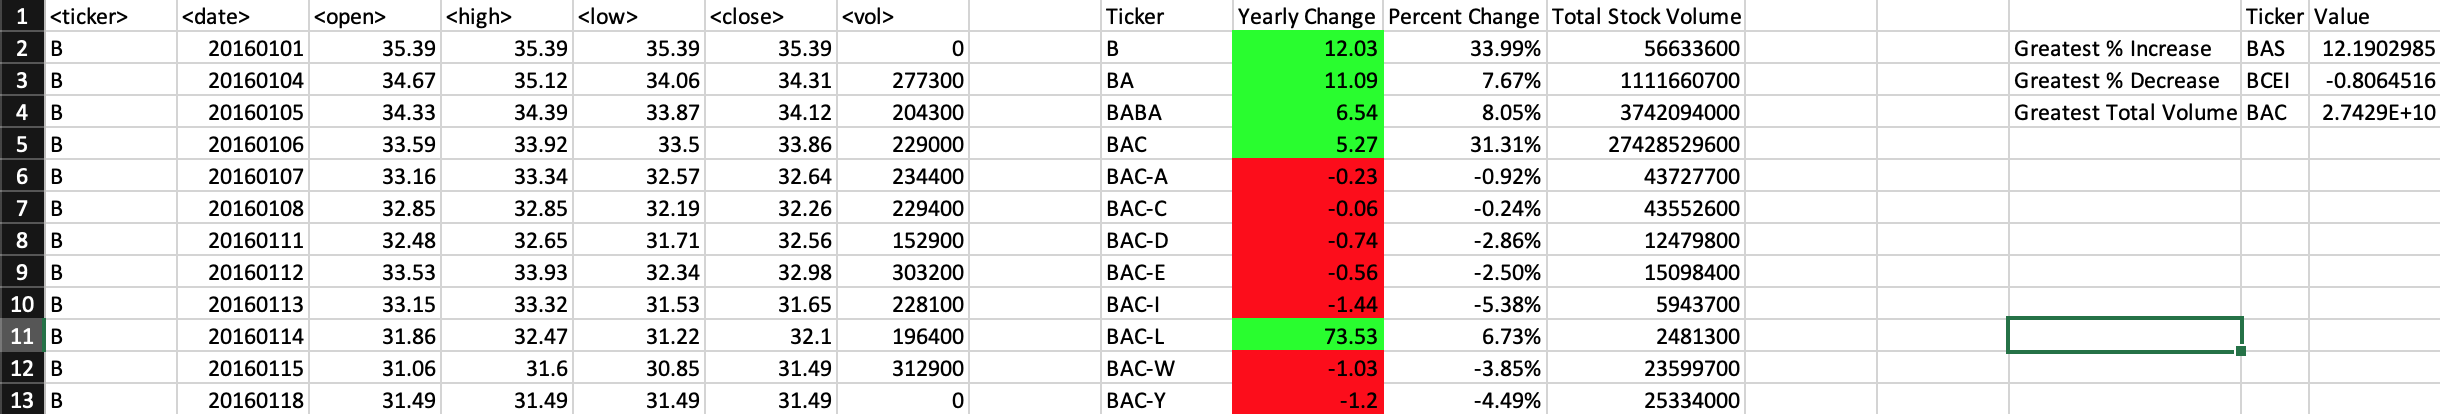 1 <ticker> <date> <open> <high> <low> <close> <vol> Ticker Yearly Change Percent Change Total Stock Volume Ticker Value
2 B 20160101 35.39 35.39 35.39 35.39 0 B 12.03 33.99% 56633600 Greatest % Increase BAS 12.1902985
3 B 20160104 34.67 35.12 34.06 34.31 277300 BA 11.09 7.67% 1111660700 Greatest % Decrease BCEI -0.8064516
4 B 20160105 34.33 34.39 33.87 34.12 204300 BABA 6.54 8.05% 3742094000 Greatest Total Volume BAC 2.7429E+10
5 B 20160106 33.59 33.92 33.5 33.86 229000 BAC 5.27 31.31% 27428529600
6 B 20160107 33.16 33.34 32.57 32.64 234400 BAC-A -0.23 -0.92% 43727700
7 B 20160108 32.85 32.85 32.19 32.26 229400 BAC-C -0.06 -0.24% 43552600
8 B 20160111 32.48 32.65 31.71 32.56 152900 BAC-D -0.74 -2.86% 12479800
9 B 20160112 33.53 33.93 32.34 32.98 303200 BAC-E -0.56 -2.50% 15098400
10 B 20160113 33.15 33.32 31.53 31.65 228100 BAC-I -1.44 -5.38% 5943700
11 B 20160114 31.86 32.47 31.22 32.1 196400 BAC-L 73.53 6.73% 2481300
12 B 20160115 31.06 31.6 30.85 31.49 312900 BAC-W -1.03 -3.85% 23599700
13 B 20160118 31.49 31.49 31.49 31.49 0 BAC-Y -1.2 -4.49% 25334000